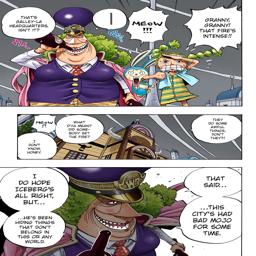 GRANNY,
GRANNY!
THAT FIRE'S
INTENSE!!
MEOW
!!!
THAT'S
GALLEY-LA
HEADQUARTERS,
ISN'T IT?
THEY
DO SOME
AWFUL
THINGS,
DON'T
THEY?!
WHAT
D'YA MEAN?
DID SOME-
BODY SET
THE FIRE?
MEOW?!
I
DON'T
KNOW,
HONEY.
THAT
SAID...
...THIS
CITY'S HAD
BAD MOJO
FOR SOME
TIME.
I
DO HOPE
ICEBERG'S
ALL RIGHT,
BUT...
...HE'S BEEN
HIDING THINGS
THAT DON'T
BELONG IN
THIS OR ANY
WORLD.